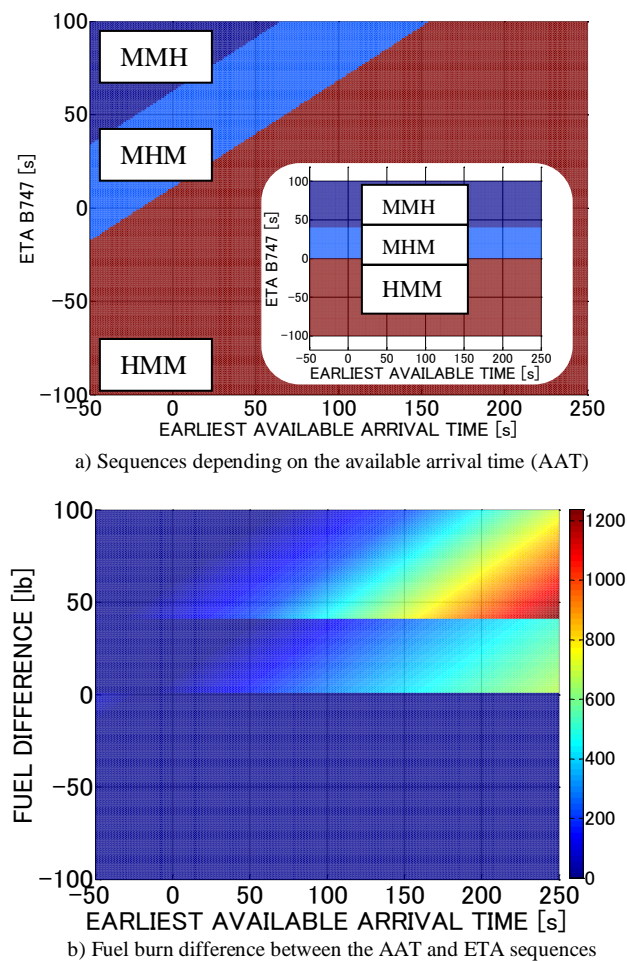 100
50
0
−50
−100
ETA B747 [s]
MMH
MHM
HMM
100
50
0
−50
−100
ETA B747 [s]
MMH
MHM
HMM
−50 0 50 100 150 200 250
EARLIEST AVAILABLE TIME [s]
−50 0 50 100 150 200 250
EARLIEST AVAILABLE ARRIVAL TIME [s]
a) Sequences depending on the available arrival time (AAT)
100
50
0
−50
−100
FUEL DIFFERENCE [lb]
1200
1000
800
600
400
200
0
−50 0 50 100 150 200 250
EARLIEST AVAILABLE ARRIVAL TIME [s]
b) Fuel burn difference between the AAT and ETA sequences